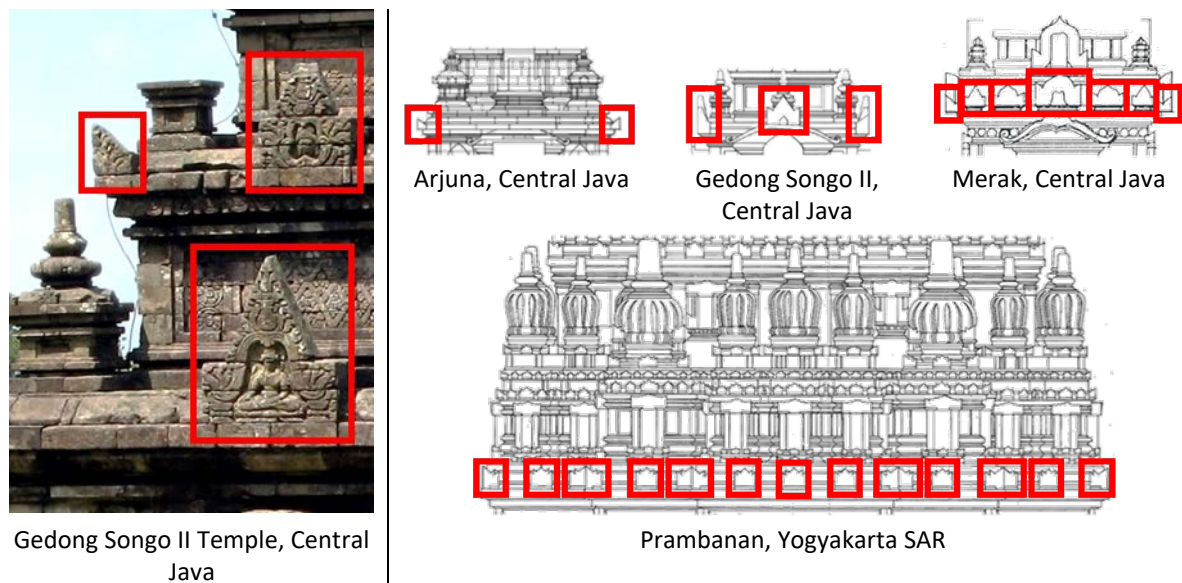 Gedong Songo II Temple, Central
Java
Arjuna, Central Java
Gedong Songo II,
Central Java
Merak, Central Java
Prambanan, Yogyakarta SAR